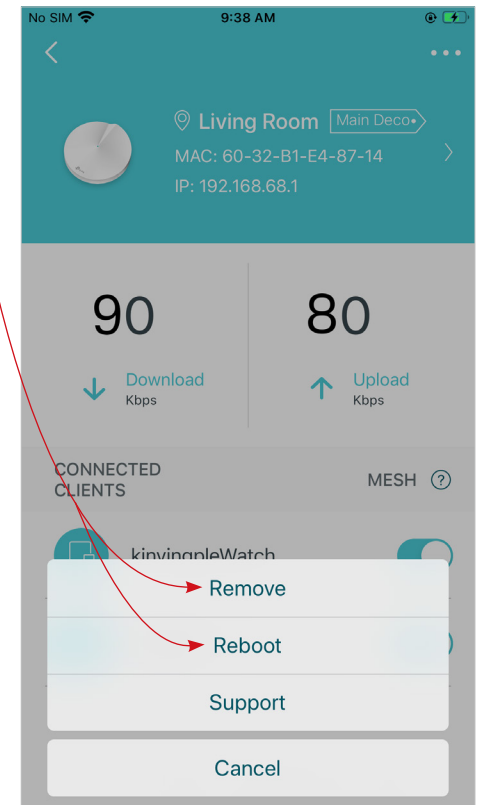 No SIM 9:38 AM
Living Room Main Deco
MAC: 60-32-B1-E4-87-14
IP: 192.168.68.1
90 80
Download Upload
Kbps Kbps
CONNECTED
CLIENTS
MESH ?
kinyingpleWatch
Remove
Reboot
Support
Cancel